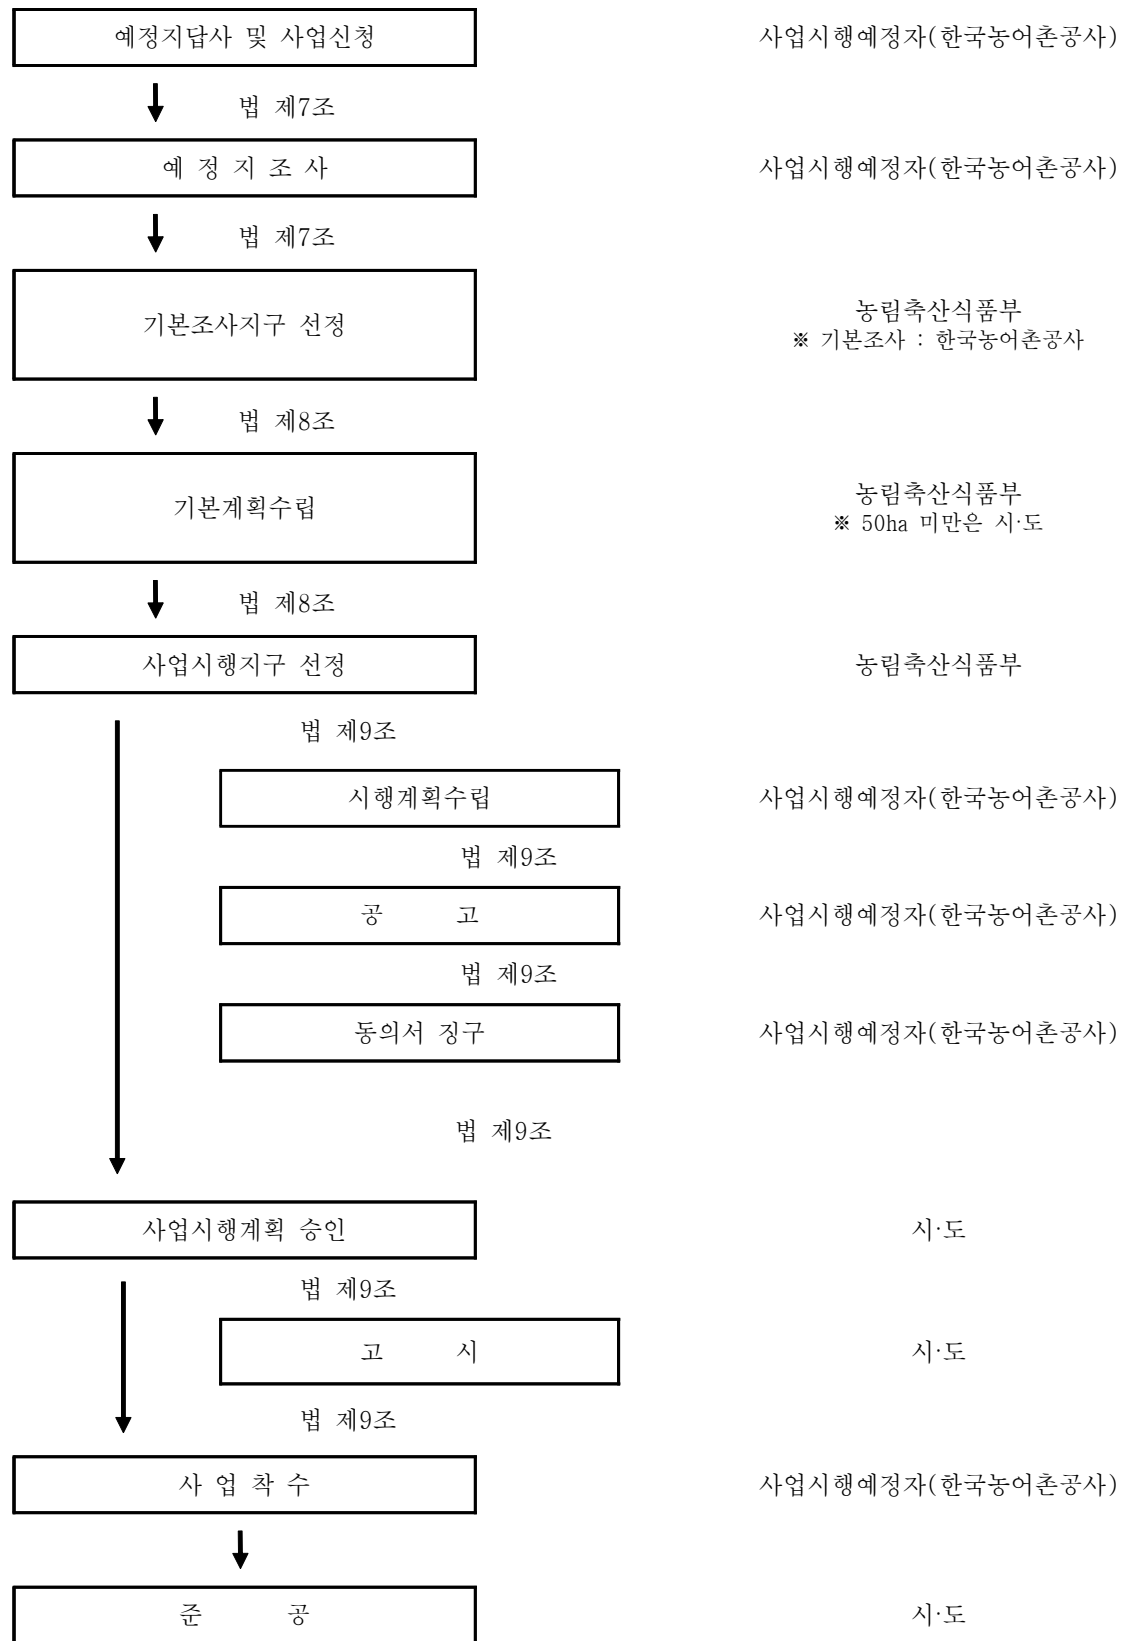 예정지답사 및 사업신청 사업시행예정자(한국농어촌공사)
법 제7조
예 정 지 조 사 사업시행예정자(한국농어촌공사)
법 제7조
기본조사지구 선정 농림축산식품부
※ 기본조사 : 한국농어촌공사
법 제8조
기본계획수립 농림축산식품부
※ 50ha 미만은 시·도
법 제8조
사업시행지구 선정 농림축산식품부
법 제9조
시행계획수립 사업시행예정자(한국농어촌공사)
법 제9조
공 고 사업시행예정자(한국농어촌공사)
법 제9조
동의서 징구 사업시행예정자(한국농어촌공사)
법 제9조
사업시행계획 승인 시·도
법 제9조
고 시 시·도
법 제9조
사 업 착 수 사업시행예정자(한국농어촌공사)
준 공 시·도